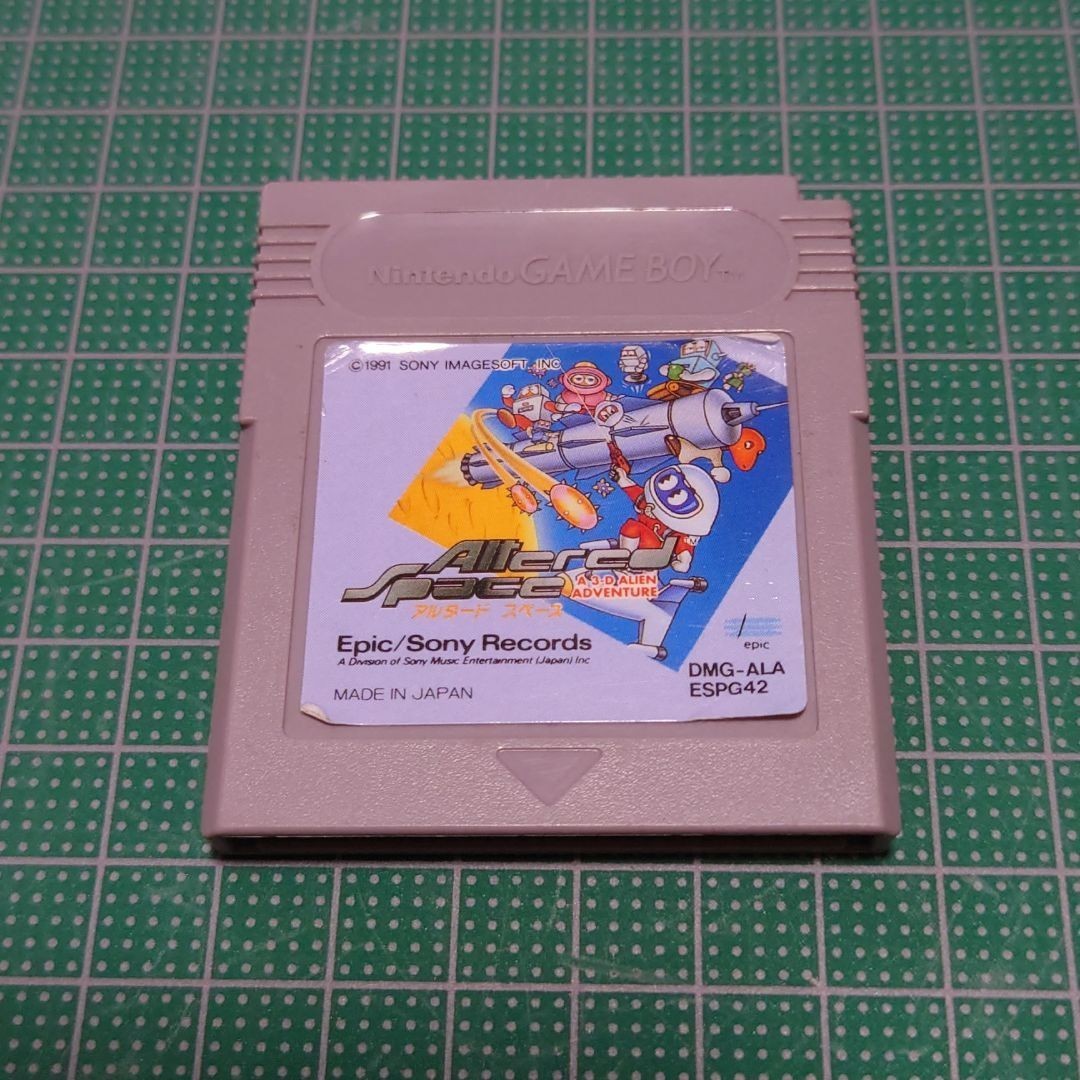 Nintendo GAME BOY TM
©1991 SONY IMAGESOFT, INC
Altered
Space
A 3-D ALIEN
ADVENTURE
TM
アルタード スペース
Epic/Sony Records
A Division of Sony Music Entertainment (Japan) Inc
MADE IN JAPAN
epic
DMG-ALA
ESPG42